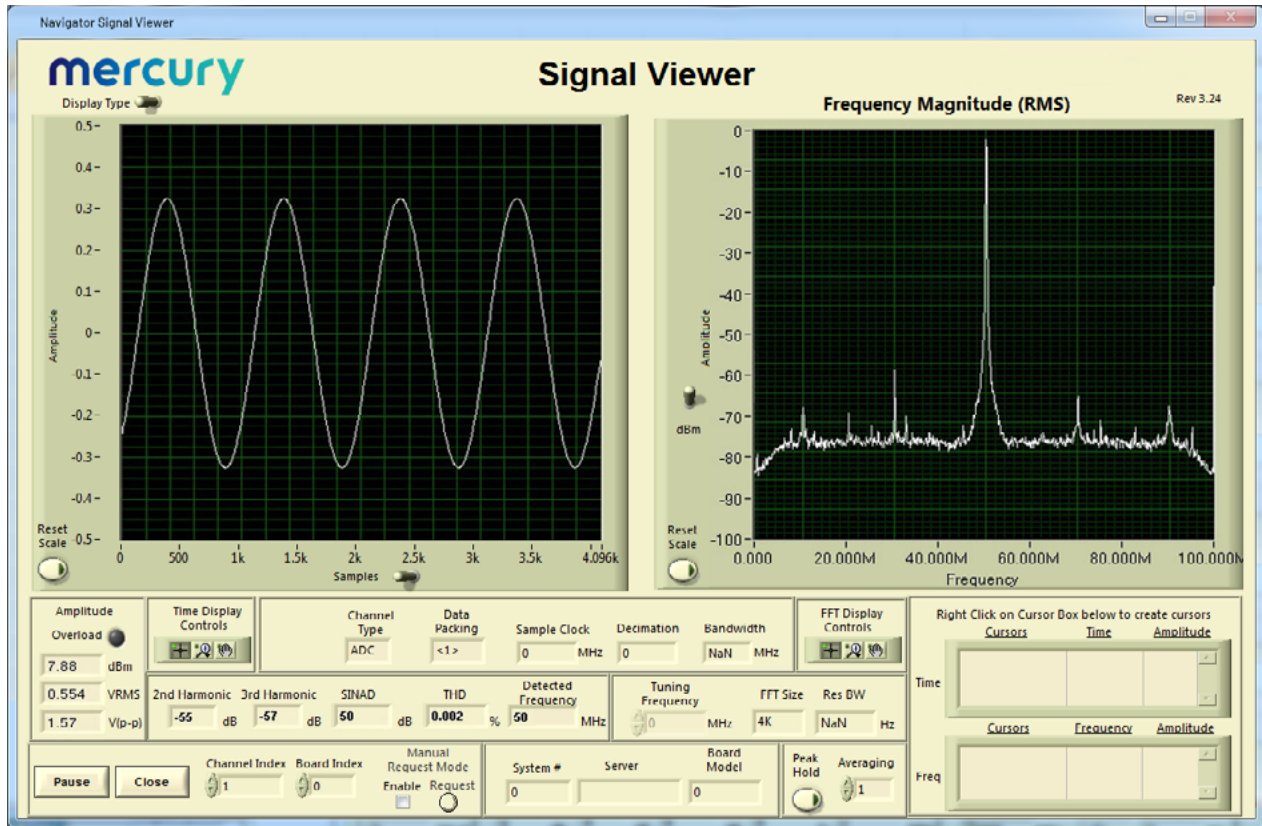 Navigator Signal Viewer
mercury
Signal Viewer
Display Type
Frequency Magnitude (RMS)
Rev 3.24
0.5
0.4
0.3
0.2
0.1
0
-0.1
-0.2
-0.3
-0.4
-0.5
Amplitude
Reset
Scale
0 500 1k 1.5k 2k 2.5k 3k 3.5k 4.096k
Samples
0
-10
-20
-30
-40
-50
-60
-70
-80
-90
-100
Amplitude
dBm
Reset
Scale
0.000 20.000M 40.000M 60.000M 80.000M 100.000M
Frequency
Amplitude
Overload
7.88 dBm
0.554 VRMS
1.57 V(p-p)
Time Display
Controls
Channel
Type
ADC
Data
Packing
<1>
Sample Clock
0 MHz
Decimation
0
Bandwidth
NaN MHz
FFT Display
Controls
2nd Harmonic
-55 dB
3rd Harmonic
-57 dB
SINAD
50 dB
THD
0.002 %
Detected
Frequency
50 MHz
Tuning
Frequency
0 MHz
FFT Size
4K
Res BW
NaN Hz
Right Click on Cursor Box below to create cursors
Cursors Time Amplitude
Time
Cursors Frequency Amplitude
Freq
Pause
Close
Channel Index
1
Board Index
0
Manual
Request Mode
Enable Request
System #
0
Server
Board
Model
0
Peak
Hold
Averaging
1